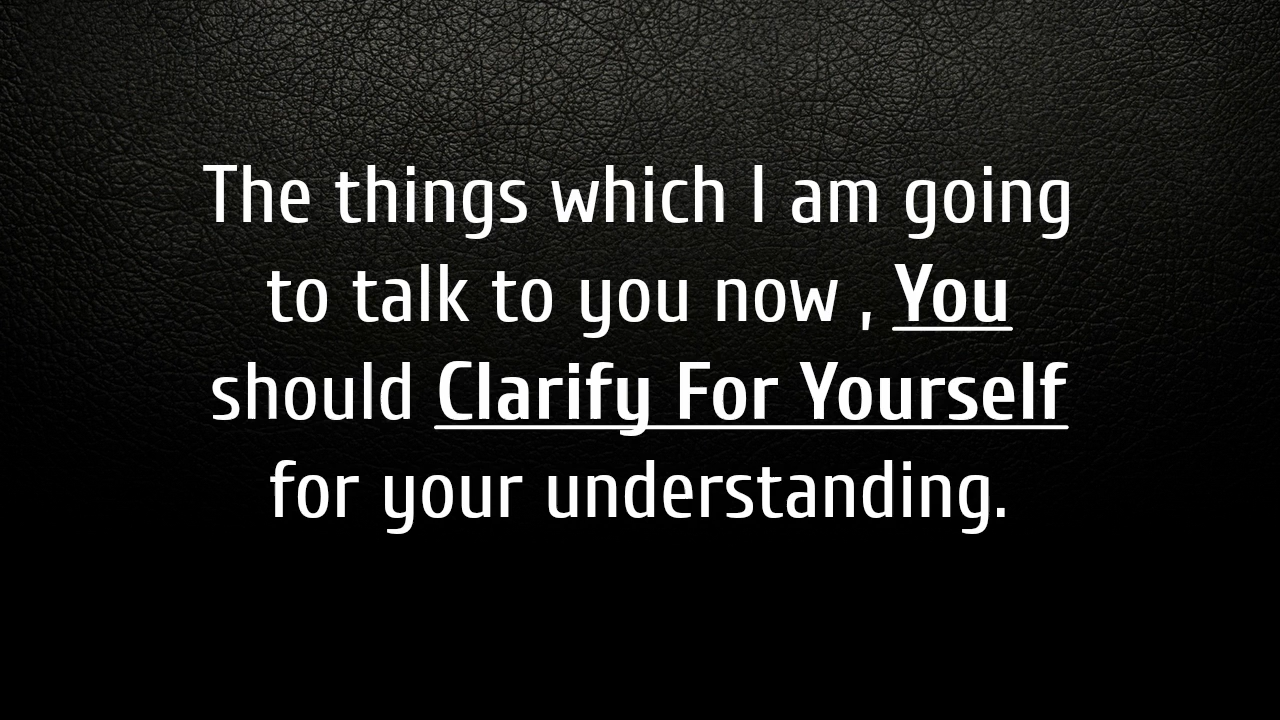 The things which I am going
to talk to you now , You
should Clarify For Yourself
for your understanding.